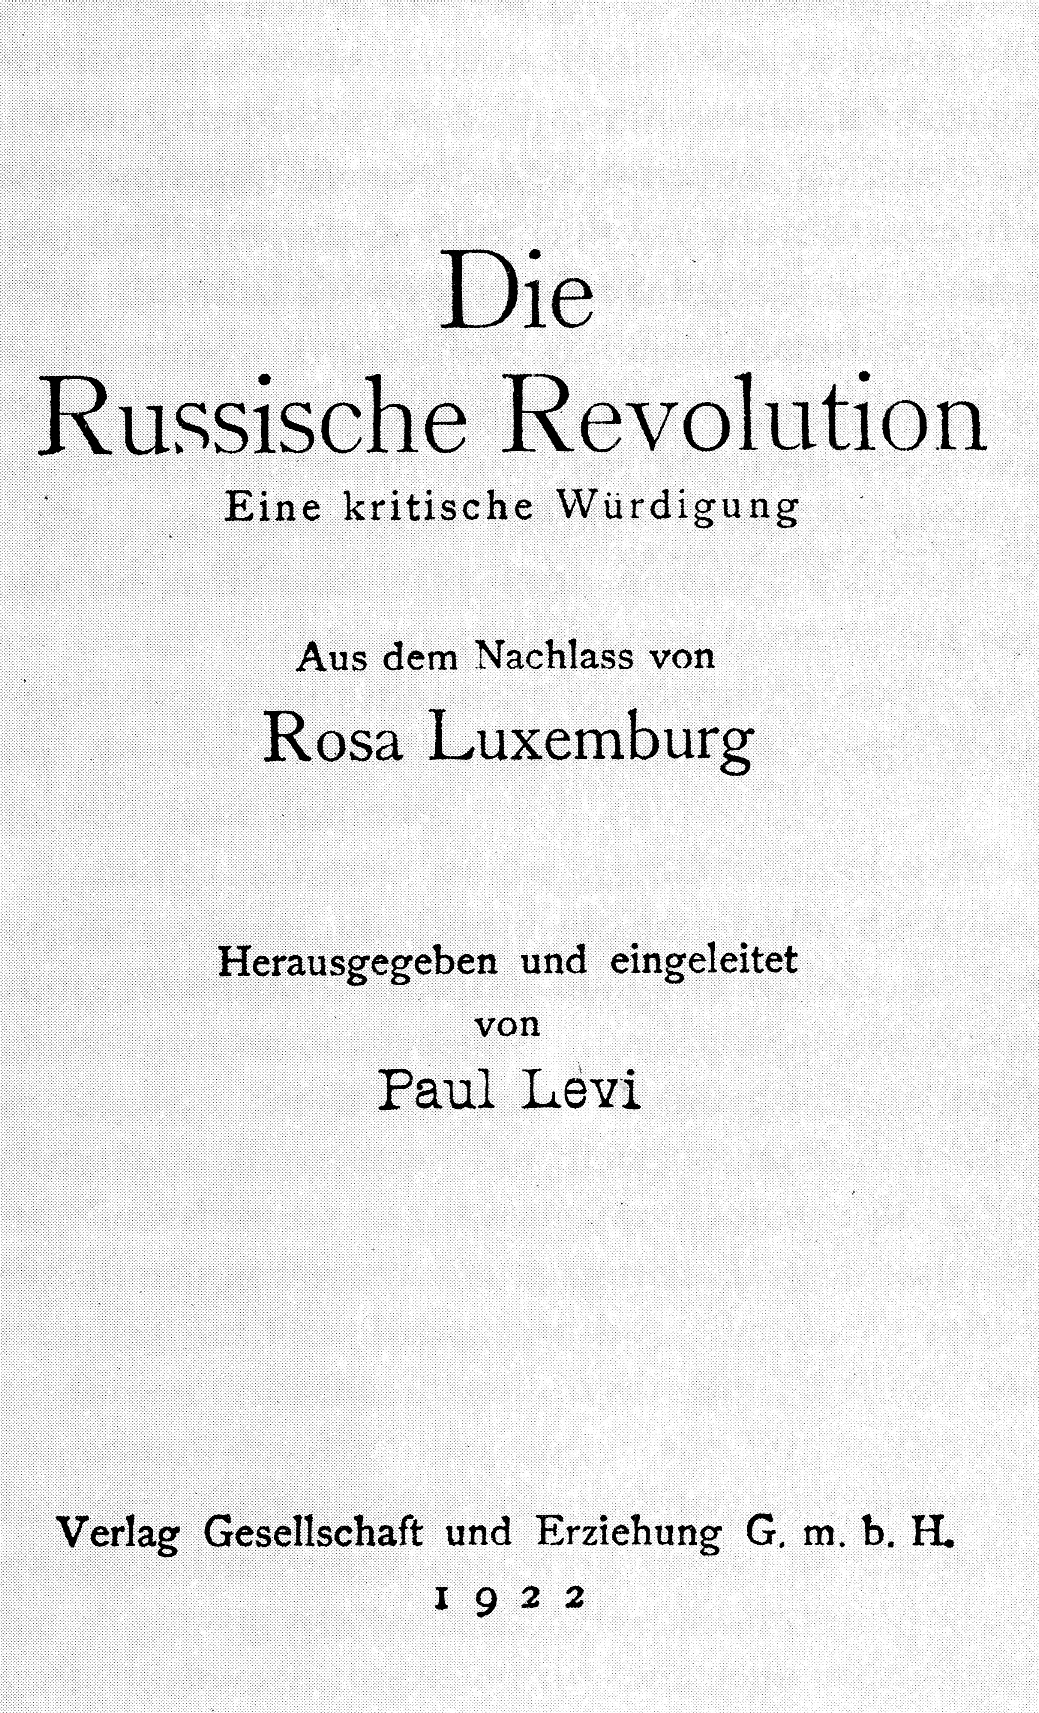 Die
Russische Revolution
Eine kritische Würdigung
Aus dem Nachlass von
Rosa Luxemburg
Herausgegeben und eingeleitet
von
Paul Levi
Verlag Gesellschaft und Erziehung G. m. b. H.
1922